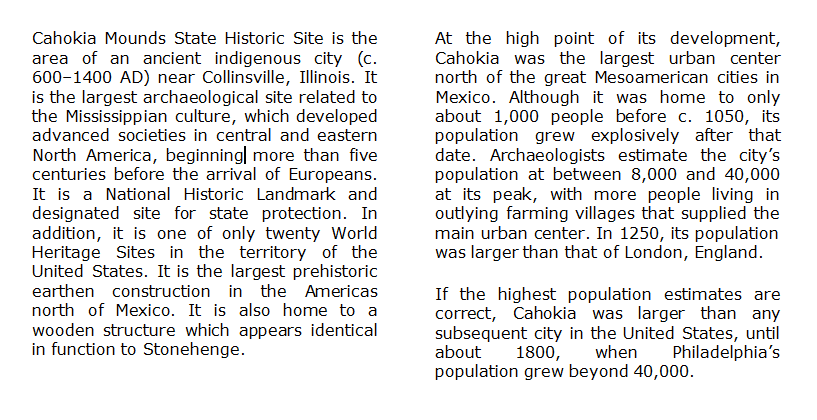 Cahokia Mounds State Historic Site is the
area of an ancient indigenous city (c.
600–1400 AD) near Collinsville, Illinois. It
is the largest archaeological site related to
the Mississippian culture, which developed
advanced societies in central and eastern
North America, beginning more than five
centuries before the arrival of Europeans.
It is a National Historic Landmark and
designated site for state protection. In
addition, it is one of only twenty World
Heritage Sites in the territory of the
United States. It is the largest prehistoric
earthen construction in the Americas
north of Mexico. It is also home to a
wooden structure which appears identical
in function to Stonehenge.
At the high point of its development,
Cahokia was the largest urban center
north of the great Mesoamerican cities in
Mexico. Although it was home to only
about 1,000 people before c. 1050, its
population grew explosively after that
date. Archaeologists estimate the city’s
population at between 8,000 and 40,000
at its peak, with more people living in
outlying farming villages that supplied the
main urban center. In 1250, its population
was larger than that of London, England.
If the highest population estimates are
correct, Cahokia was larger than any
subsequent city in the United States, until
about 1800, when Philadelphia’s
population grew beyond 40,000.